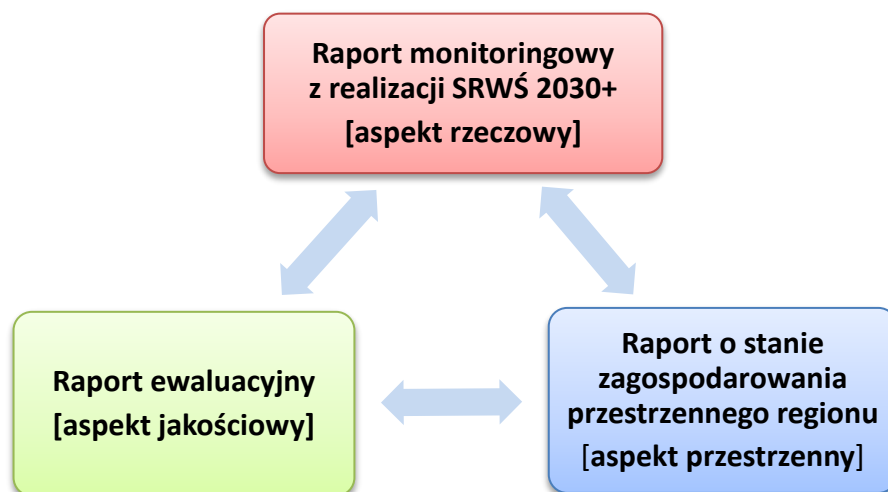 Raport monitoringowy
z realizacji SRWŚ 2030+
[aspekt rzeczowy]
Raport ewaluacyjny
[aspekt jakościowy]
Raport o stanie
zagospodarowania
przestrzennego regionu
[aspekt przestrzenny]